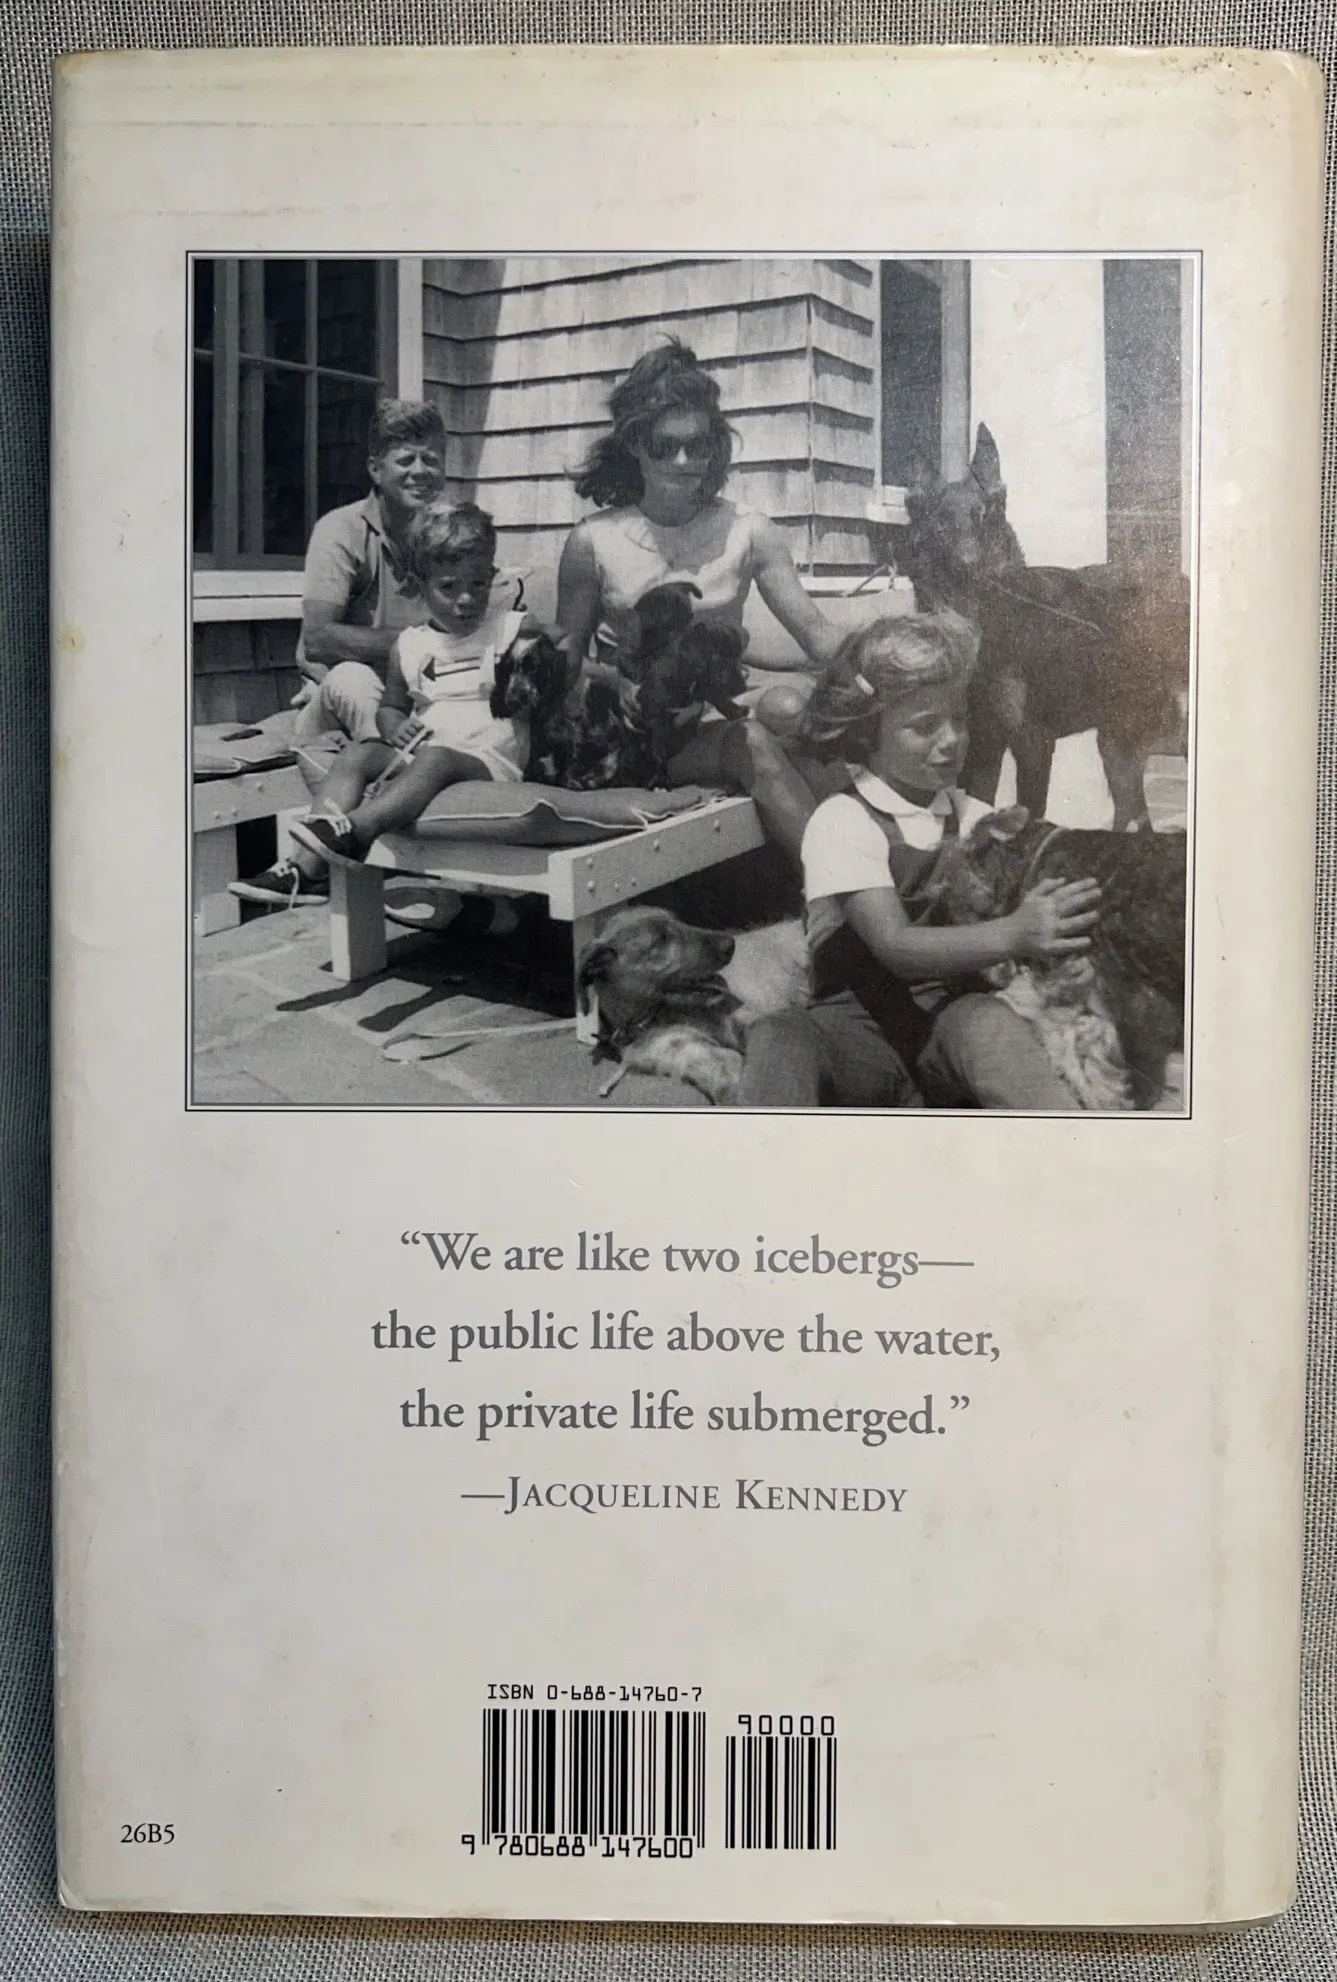 “We are like two icebergs—
the public life above the water,
the private life submerged.”
—JACQUELINE KENNEDY
ISBN 0-688-14760-7
90000
9 780688 147600
26B5